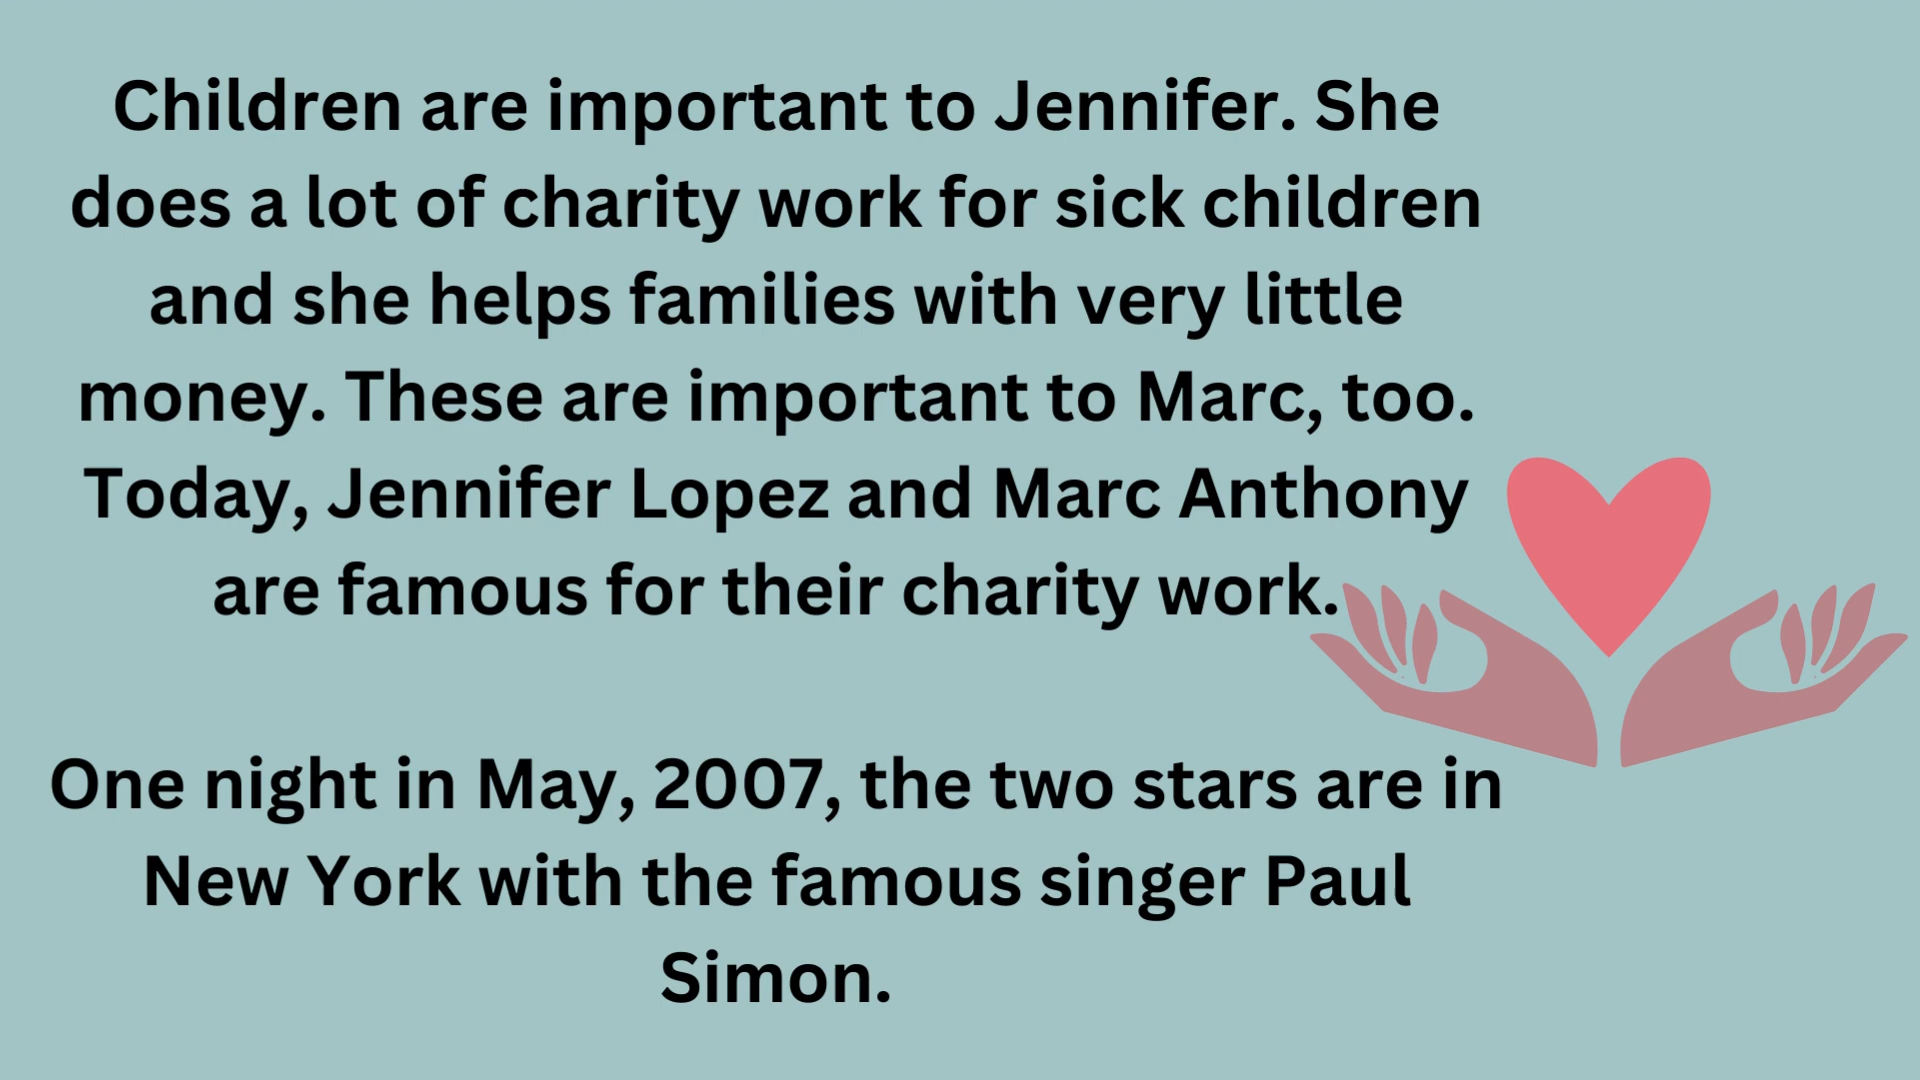 Children are important to Jennifer. She
does a lot of charity work for sick children
and she helps families with very little
money. These are important to Marc, too.
Today, Jennifer Lopez and Marc Anthony
are famous for their charity work.
One night in May, 2007, the two stars are in
New York with the famous singer Paul
Simon.